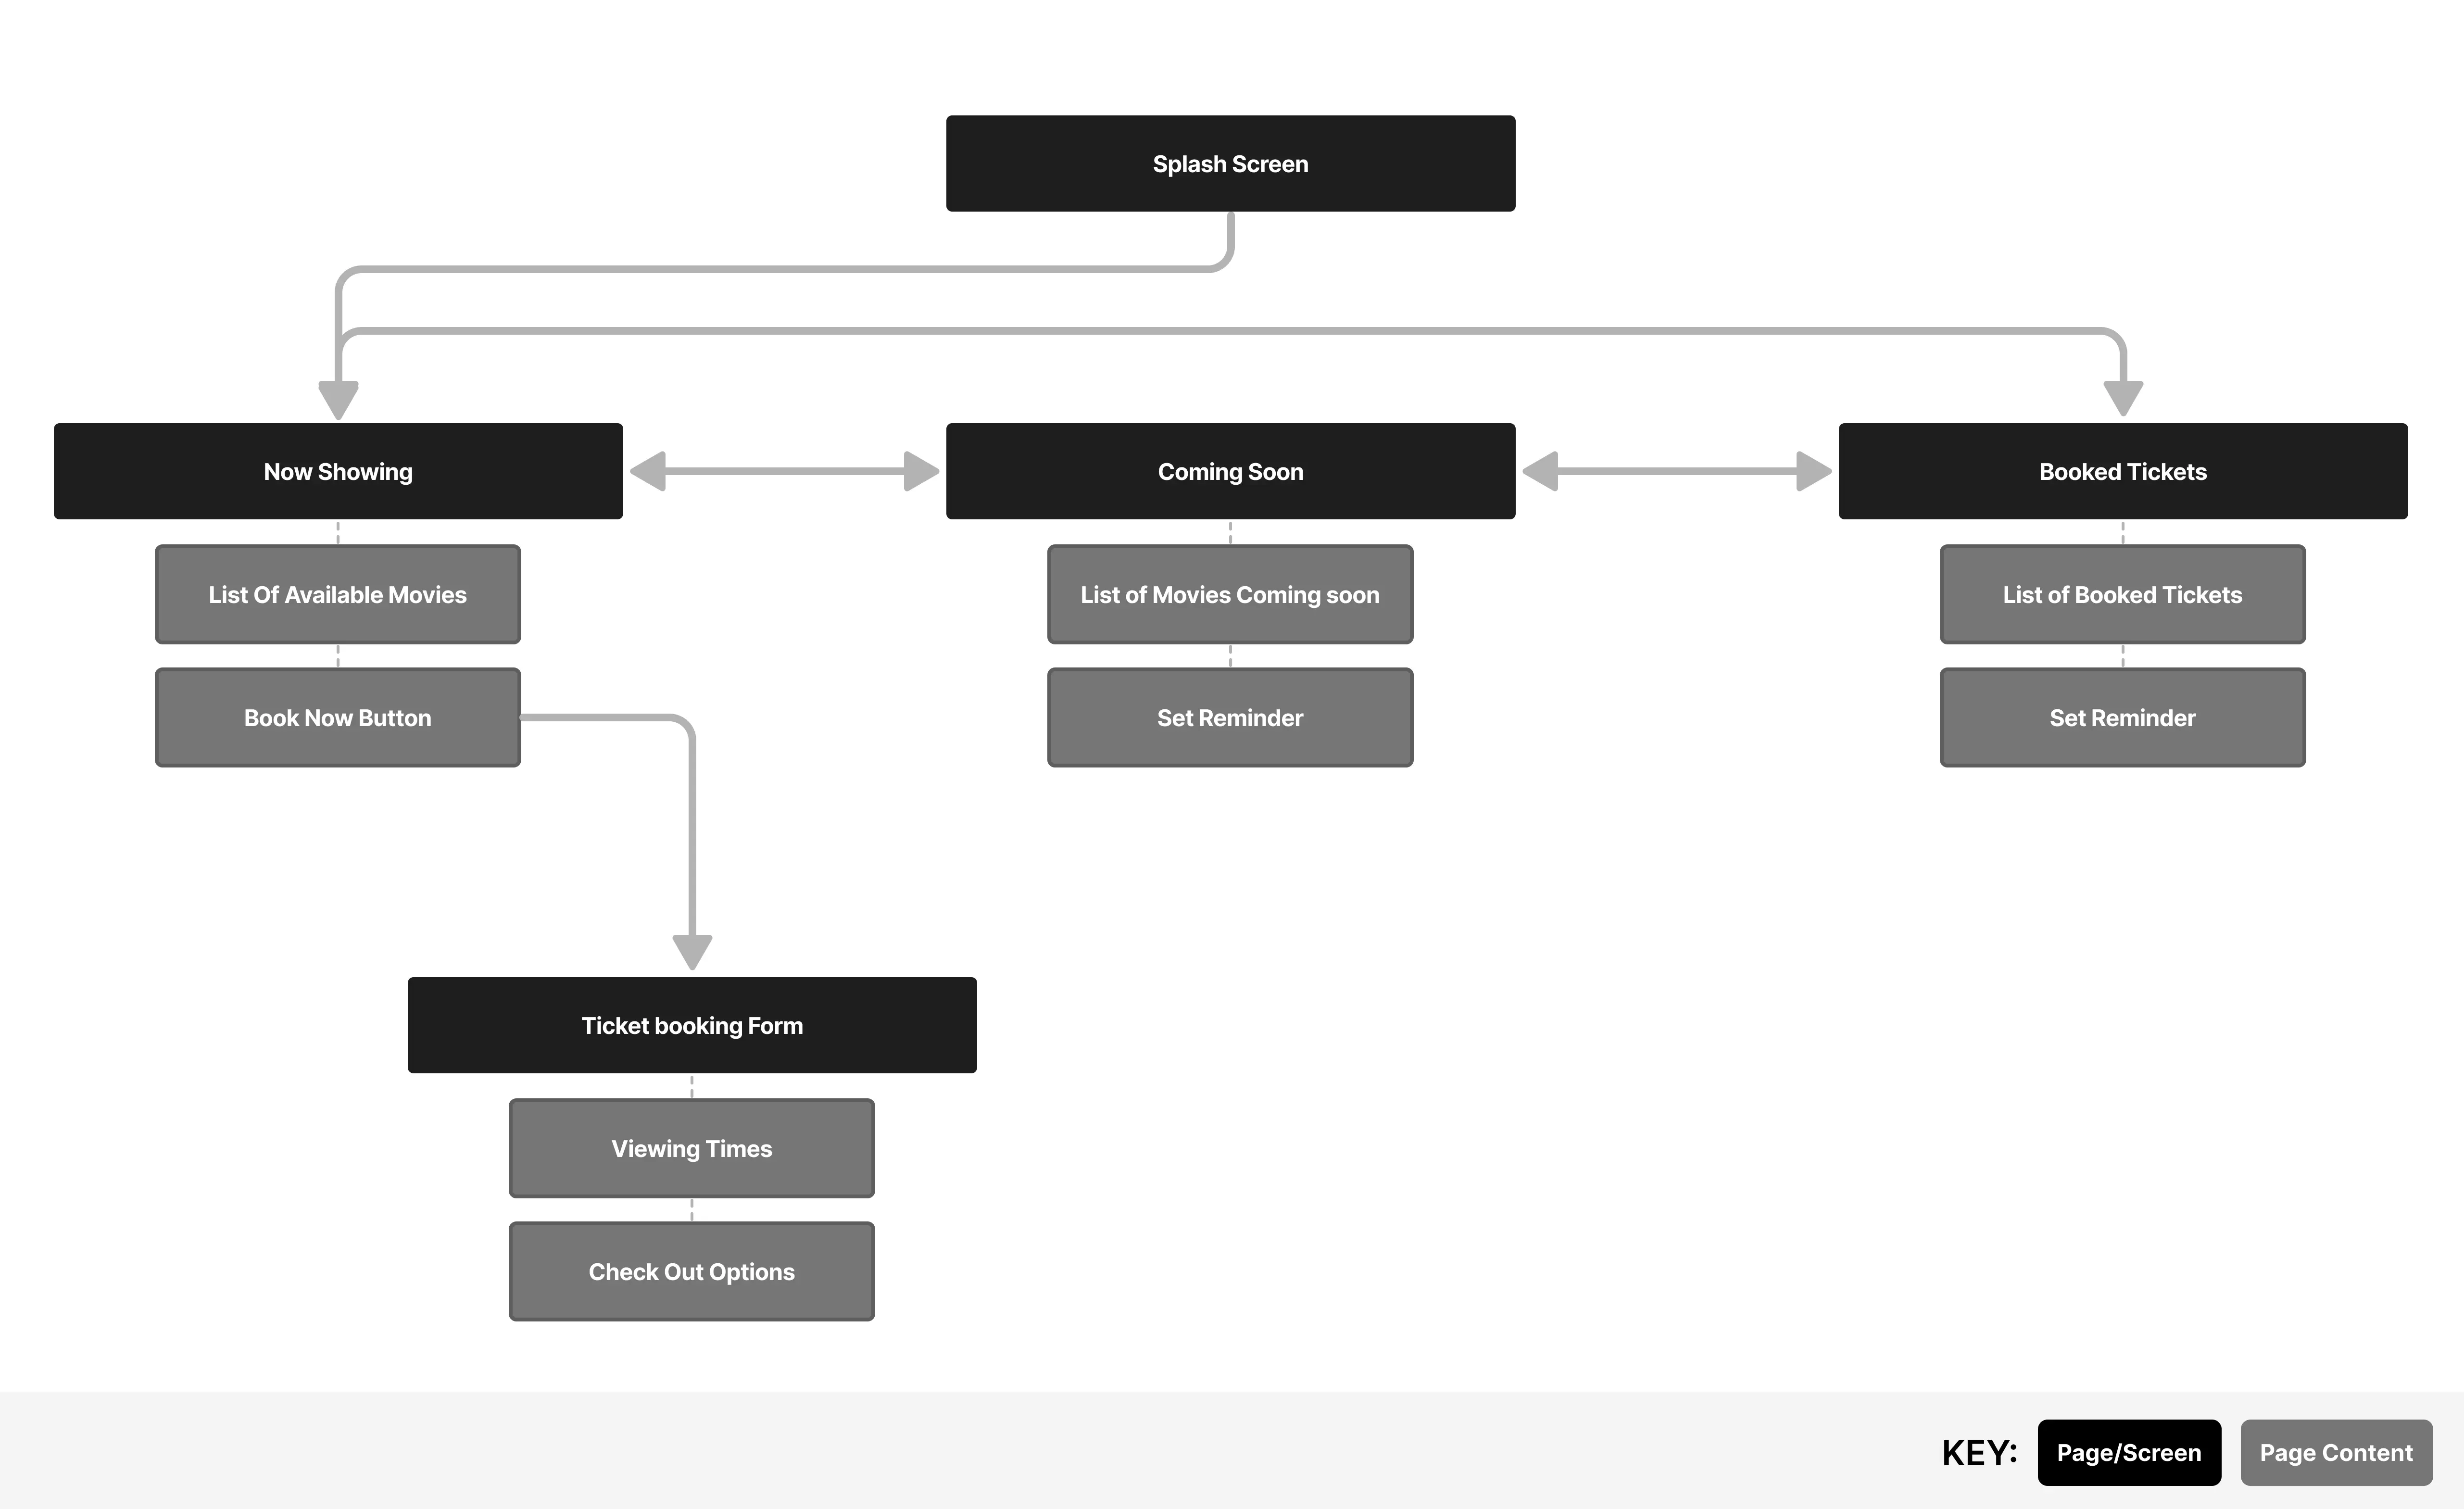 Splash Screen
Now Showing
Coming Soon
Booked Tickets
List Of Available Movies
List of Movies Coming soon
List of Booked Tickets
Book Now Button
Set Reminder
Set Reminder
Ticket booking Form
Viewing Times
Check Out Options
KEY:
Page/Screen
Page Content